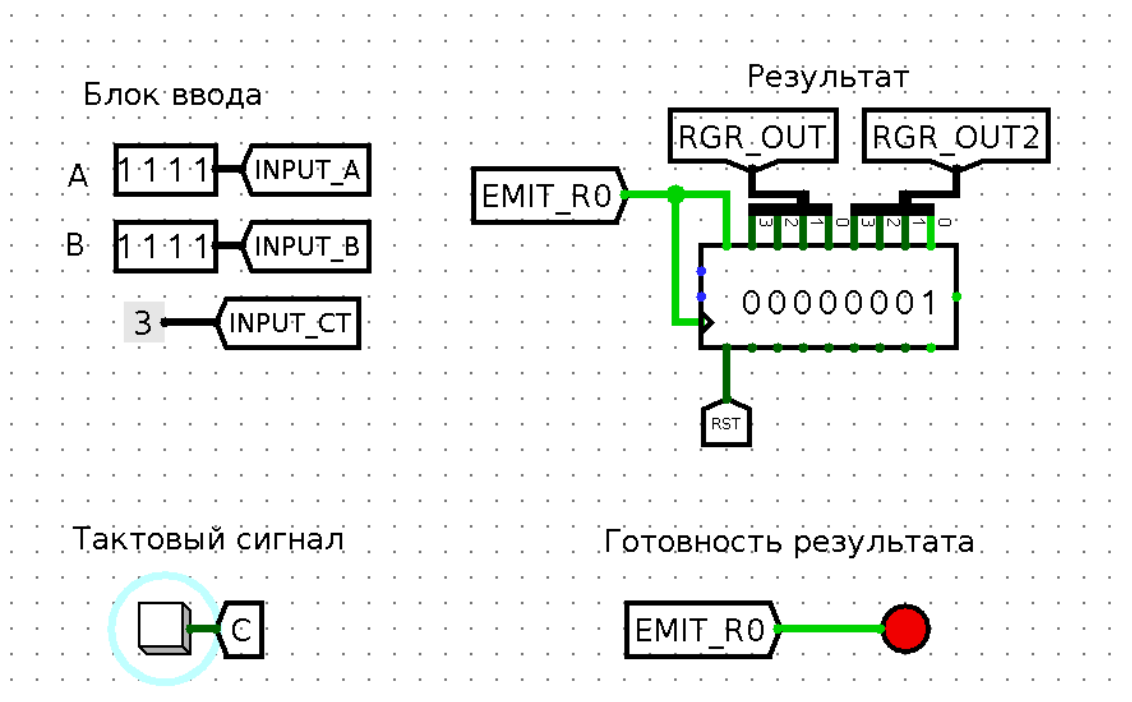 Блок ввода
A 1111 INPUT_A
B 1111 INPUT_B
3 INPUT_CT
Результат
RGR_OUT RGR_OUT2
EMIT_R0
3 2 1 0 3 2 1 0
00000001
RST
Тактовый сигнал
C
Готовность результата
EMIT_R0